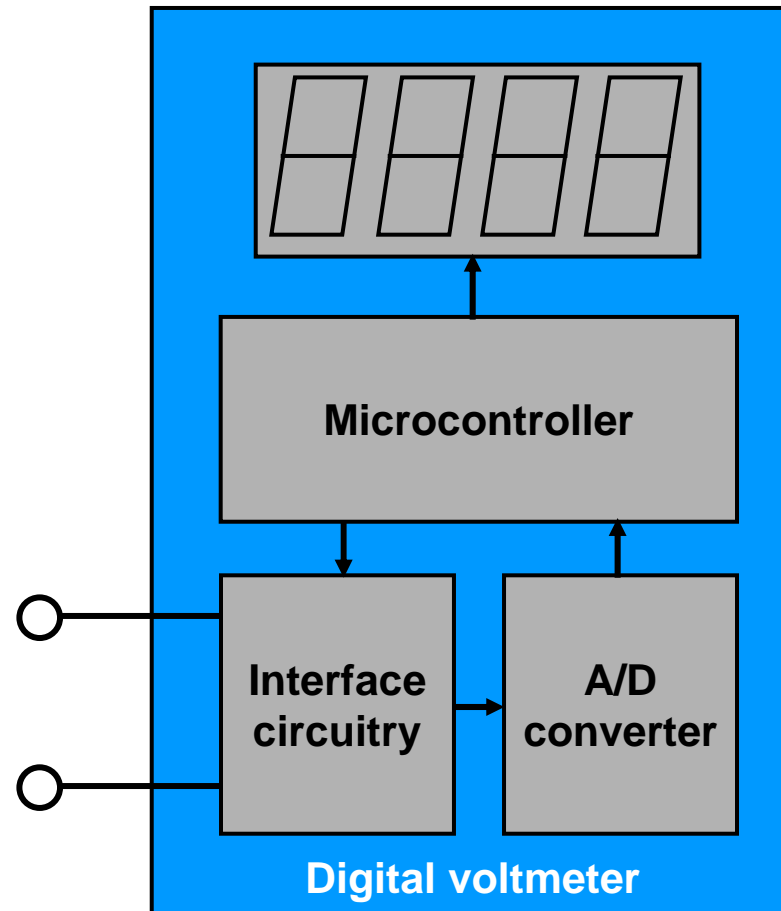 Microcontroller
Interface
circuitry
A/D
converter
Digital voltmeter